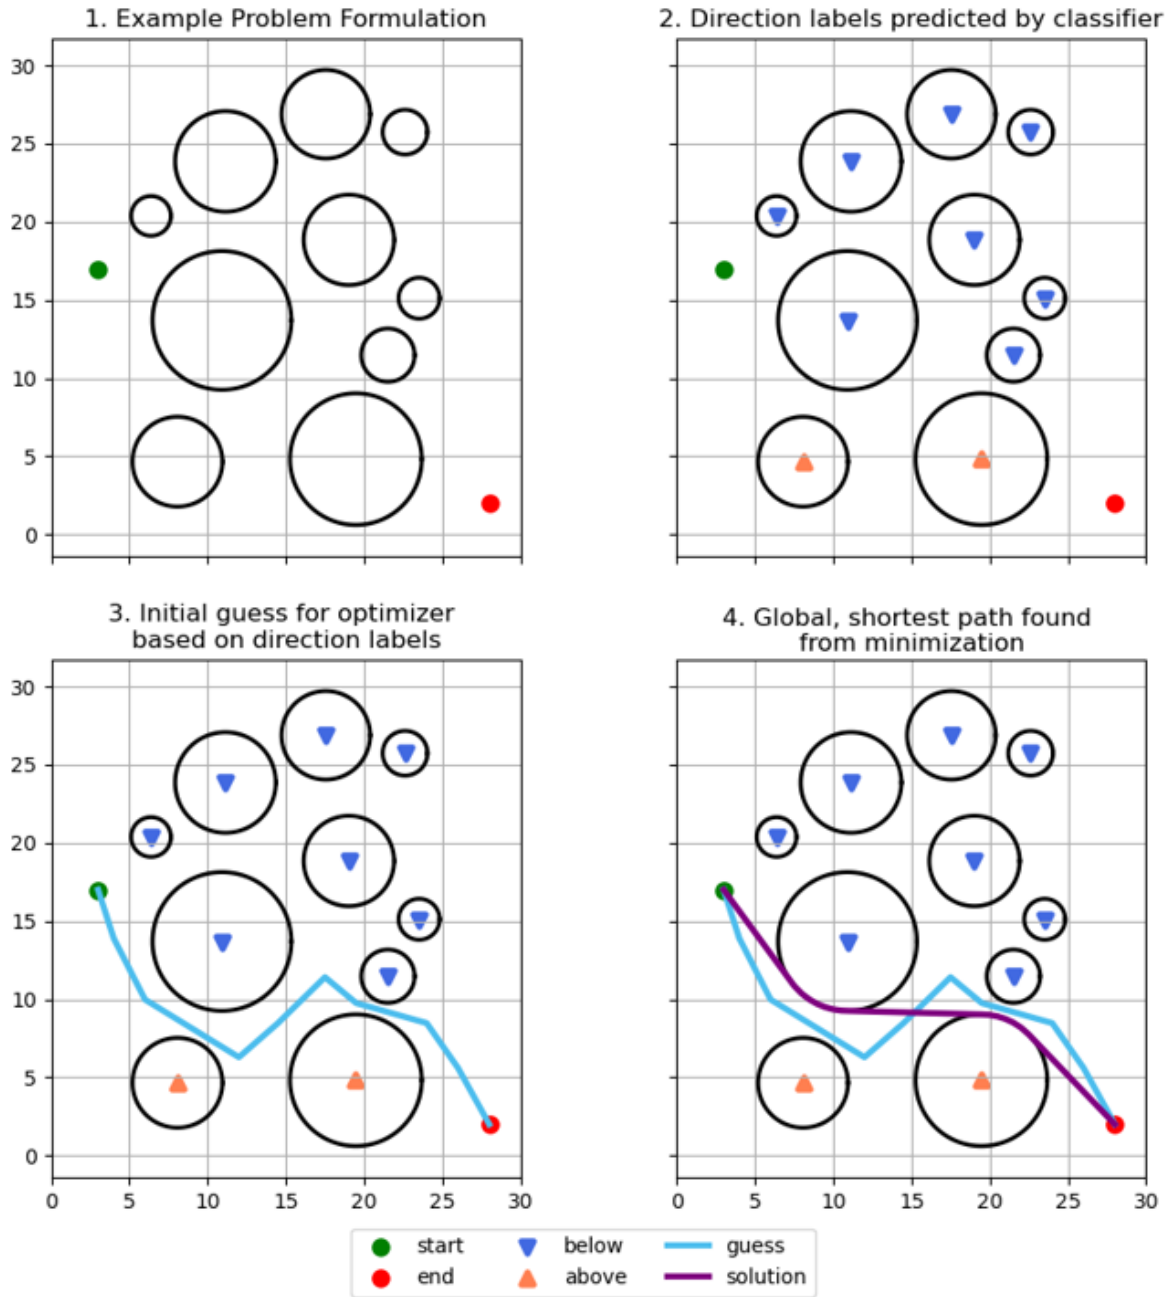 1. Example Problem Formulation
2. Direction labels predicted by classifier
30
25
20
15
10
5
0
3. Initial guess for optimizer
based on direction labels
4. Global, shortest path found
from minimization
30
25
20
15
10
5
0
0 5 10 15 20 25 30
0 5 10 15 20 25 30
start below guess
end above solution